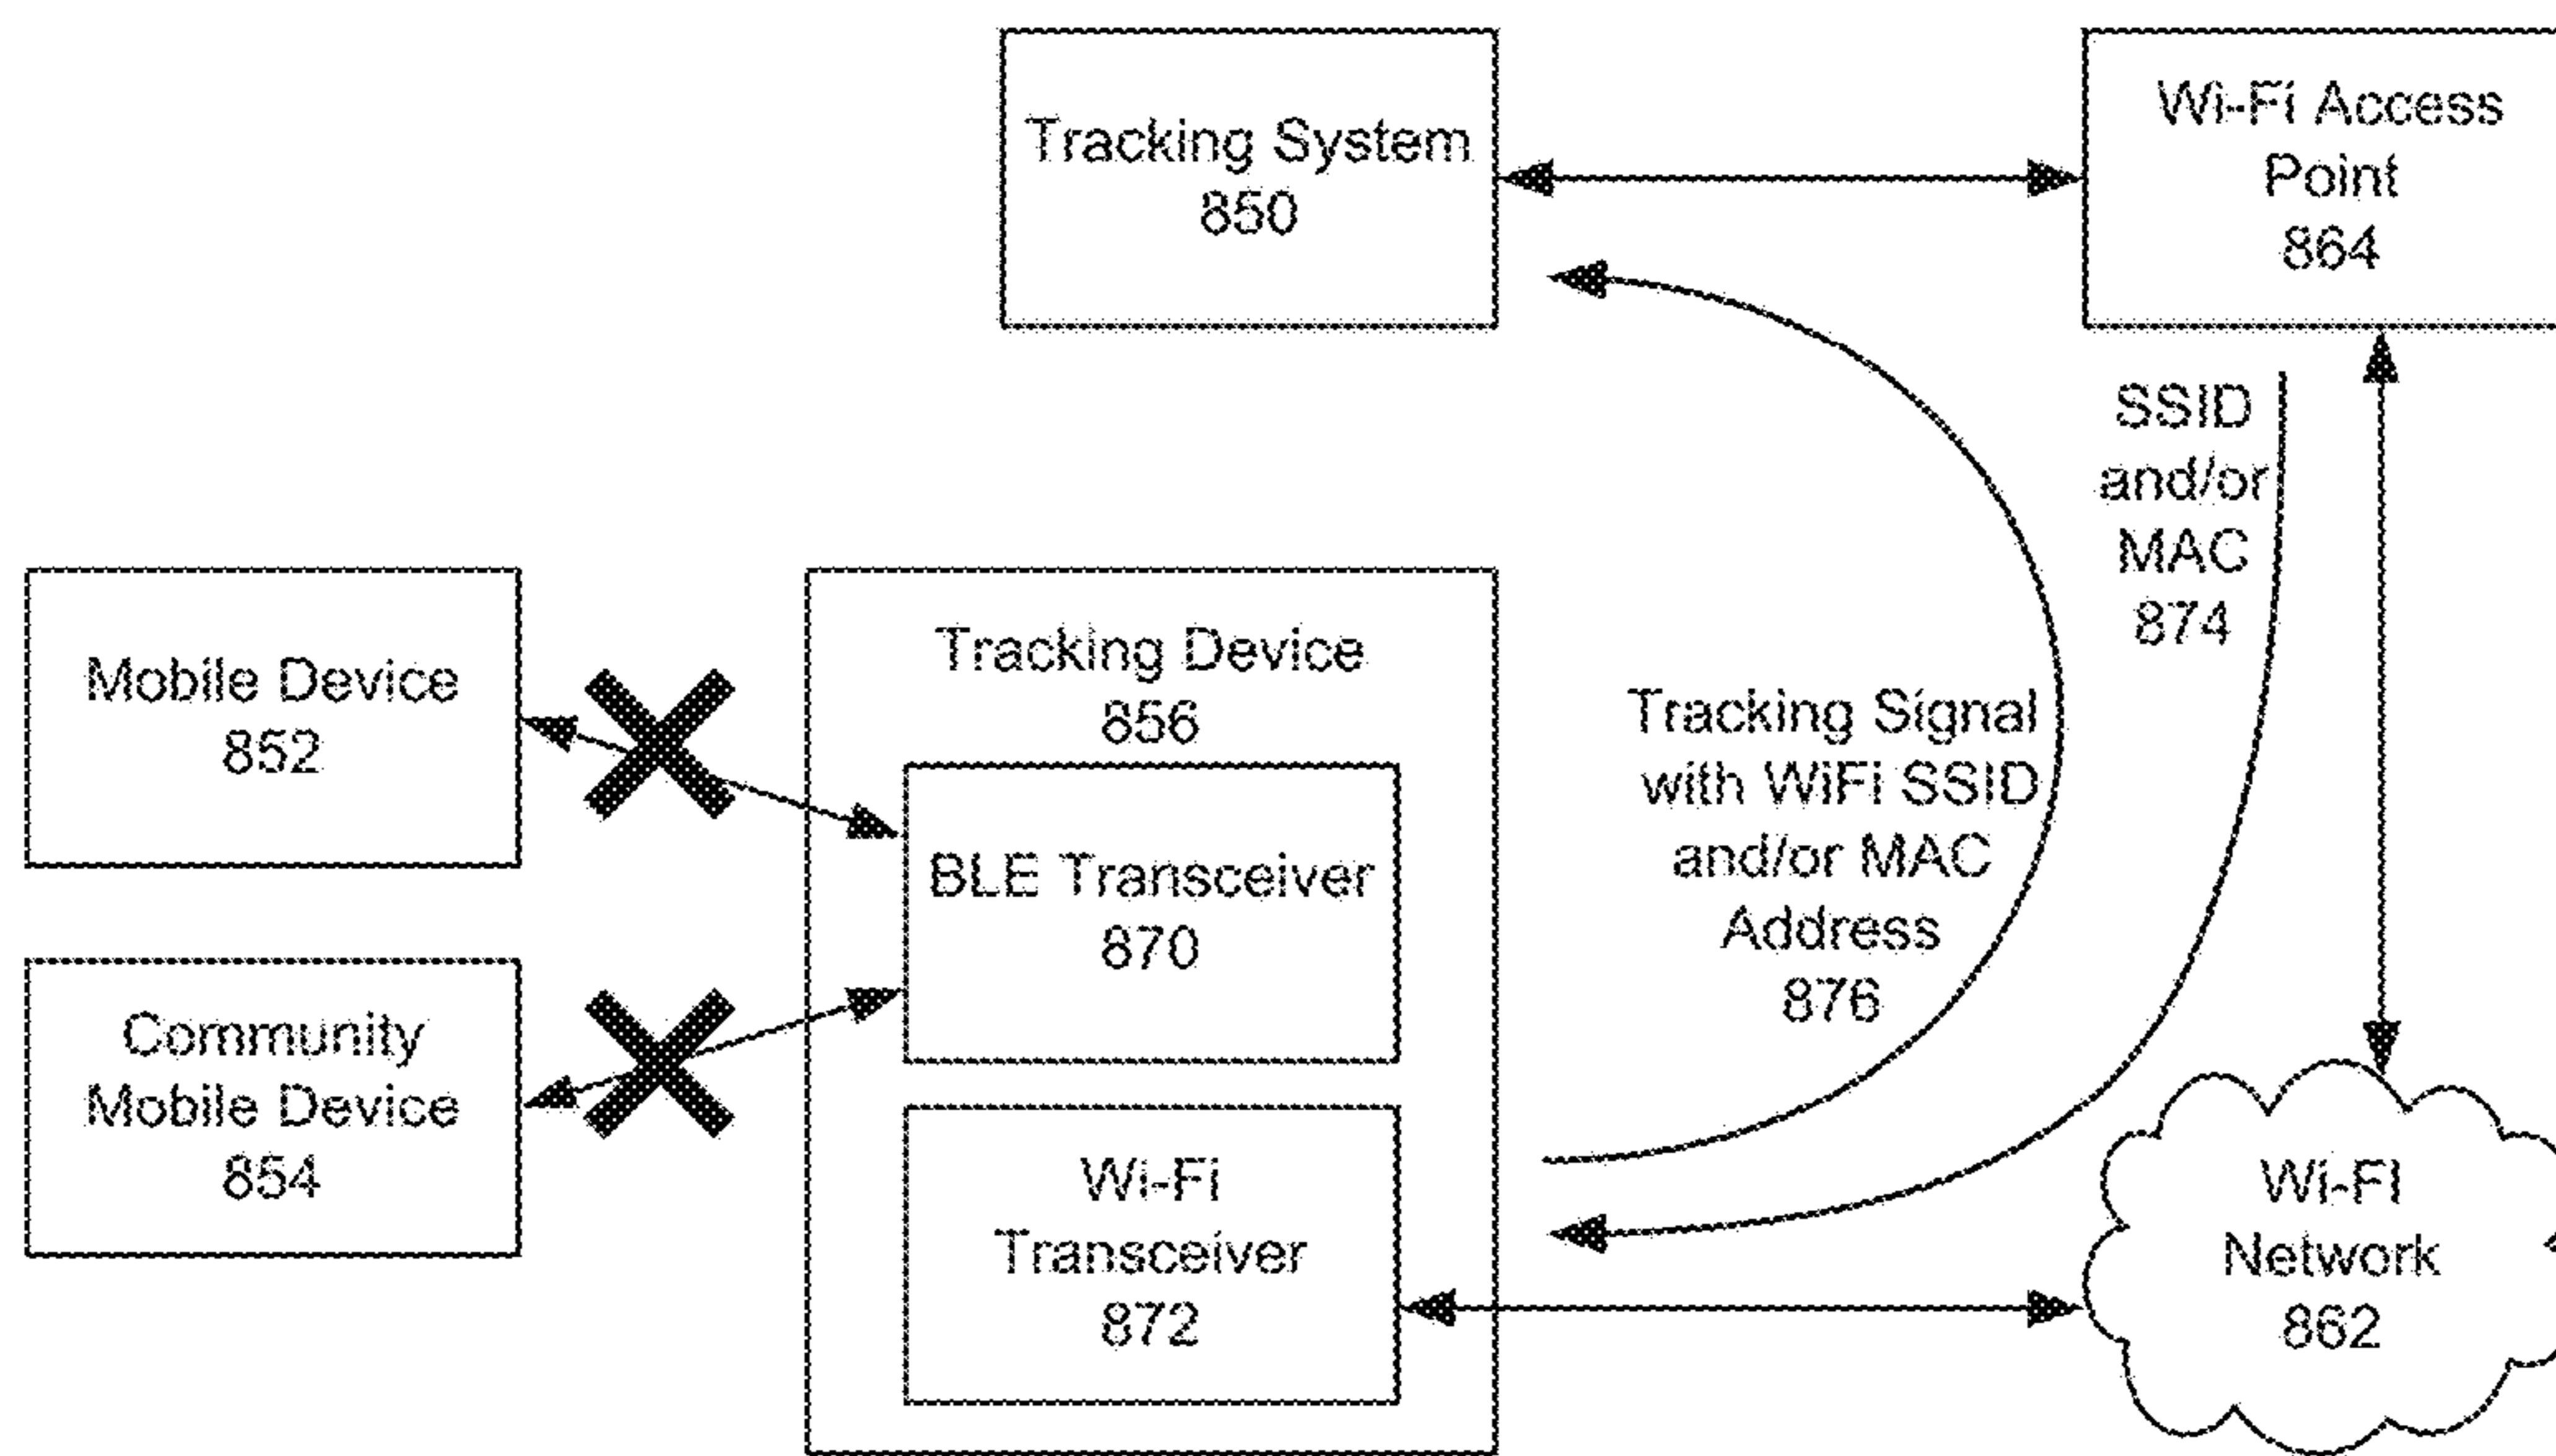 Tracking System
850
Wi-Fi Access
Point
864
SSID
and/or
MAC
874
Mobile Device
852
Tracking Device
856
Tracking Signal
with WiFi SSID
and/or MAC
Address
876
BLE Transceiver
870
Community
Mobile Device
854
Wi-Fi
Transceiver
872
Wi-Fi
Network
862